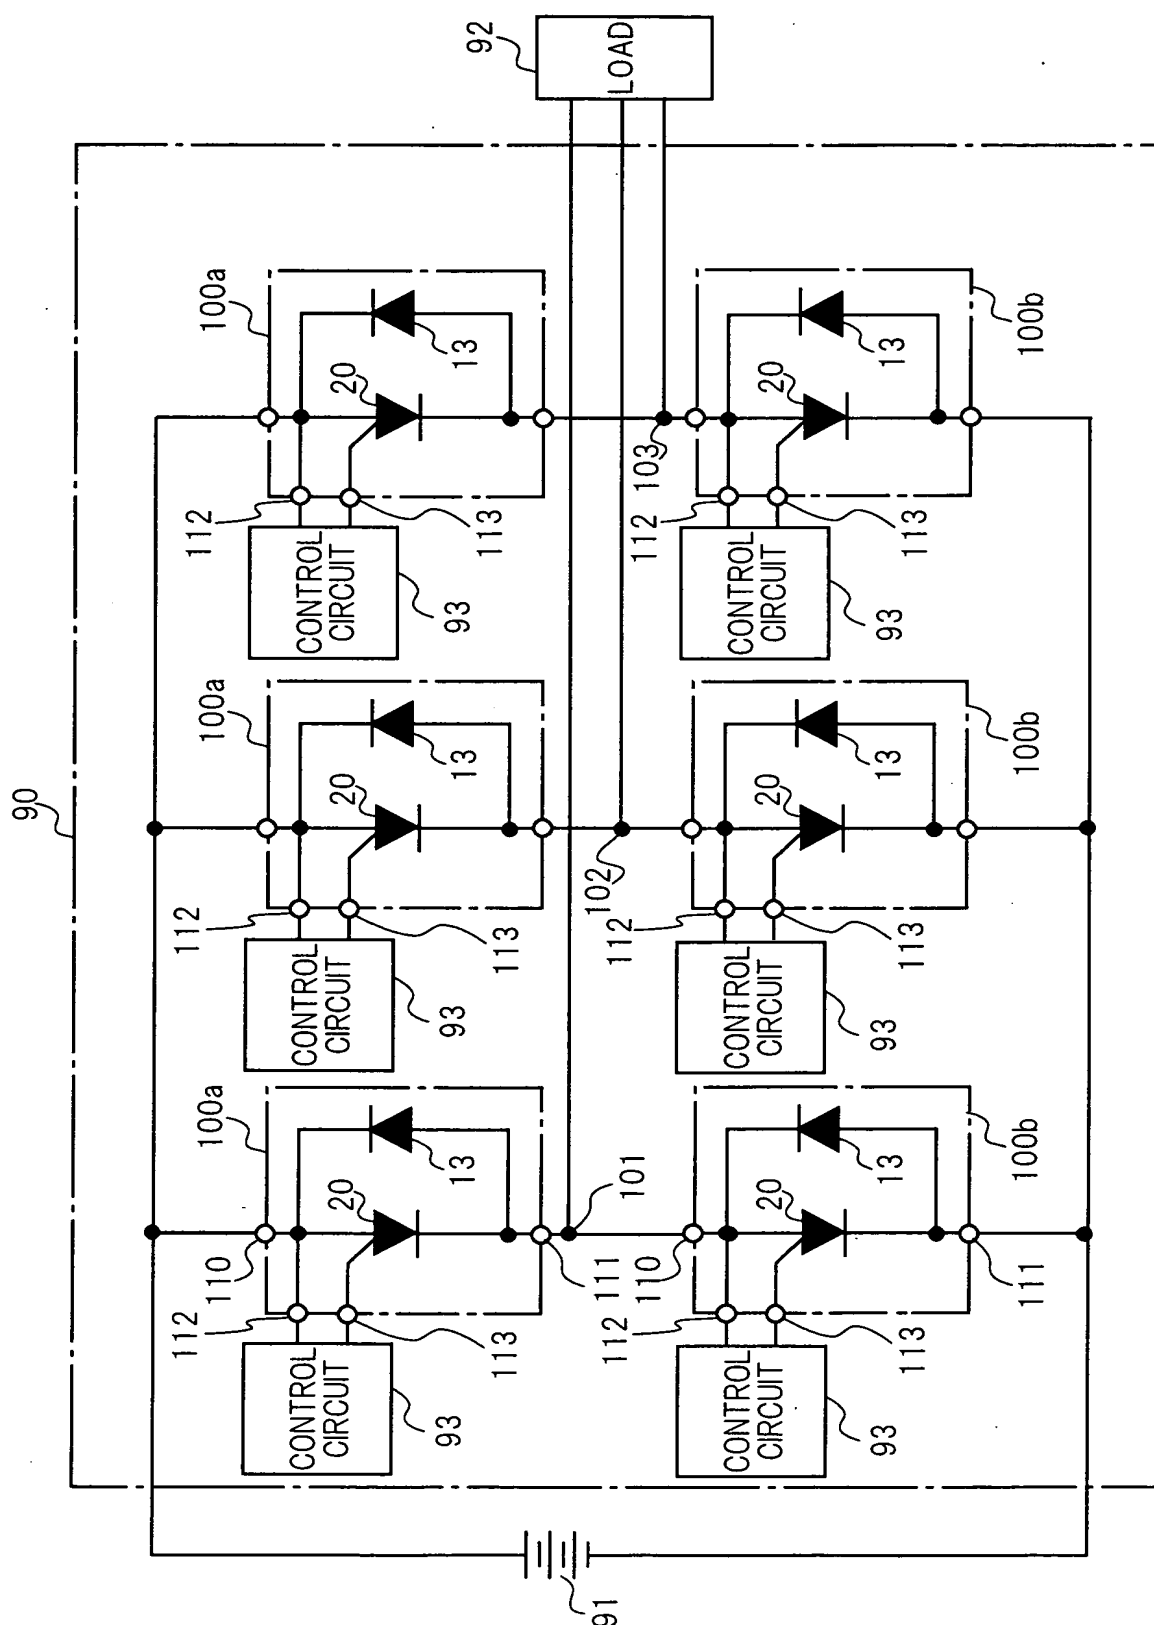 90
92
LOAD
100a
13
20
112
113
CONTROL
CIRCUIT
93
103
100b
13
20
112
113
CONTROL
CIRCUIT
93
100a
13
20
112
113
CONTROL
CIRCUIT
93
102
100b
13
20
112
113
CONTROL
CIRCUIT
93
100a
13
20
110
112
113
111
101
CONTROL
CIRCUIT
93
100b
13
20
110
112
113
111
CONTROL
CIRCUIT
93
91